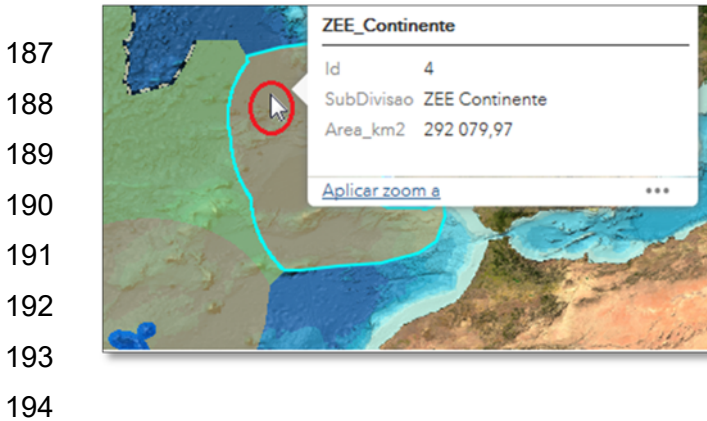 ZEE_Continente
187
Id 4
188
SubDivisao ZEE Continente
Area_km2 292 079,97
189
190
Aplicar zoom a
191
192
193
194